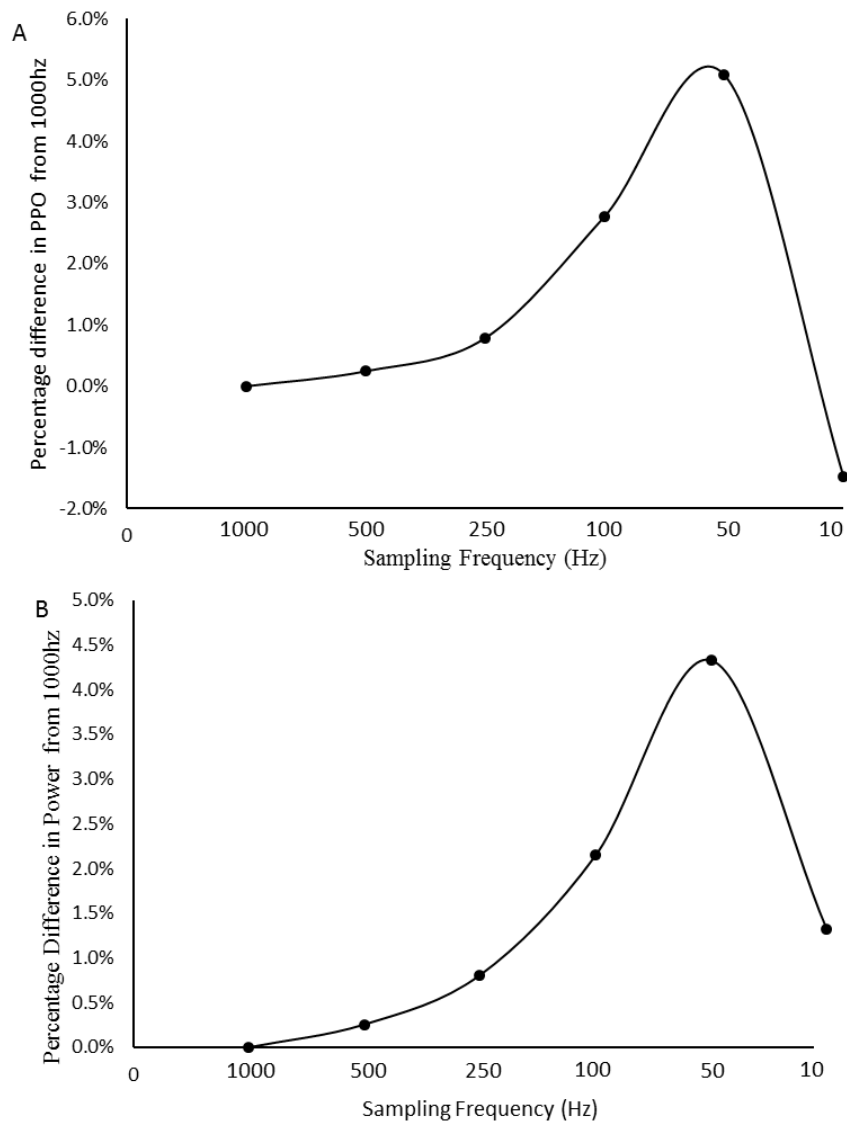 A
Percentage difference in PPO from 1000hz
6.0%
5.0%
4.0%
3.0%
2.0%
1.0%
0.0%
-1.0%
-2.0%
0 1000 500 250 100 50 10
Sampling Frequency (Hz)
B
Percentage Difference in Power from 1000hz
5.0%
4.5%
4.0%
3.5%
3.0%
2.5%
2.0%
1.5%
1.0%
0.5%
0.0%
0 1000 500 250 100 50 10
Sampling Frequency (Hz)